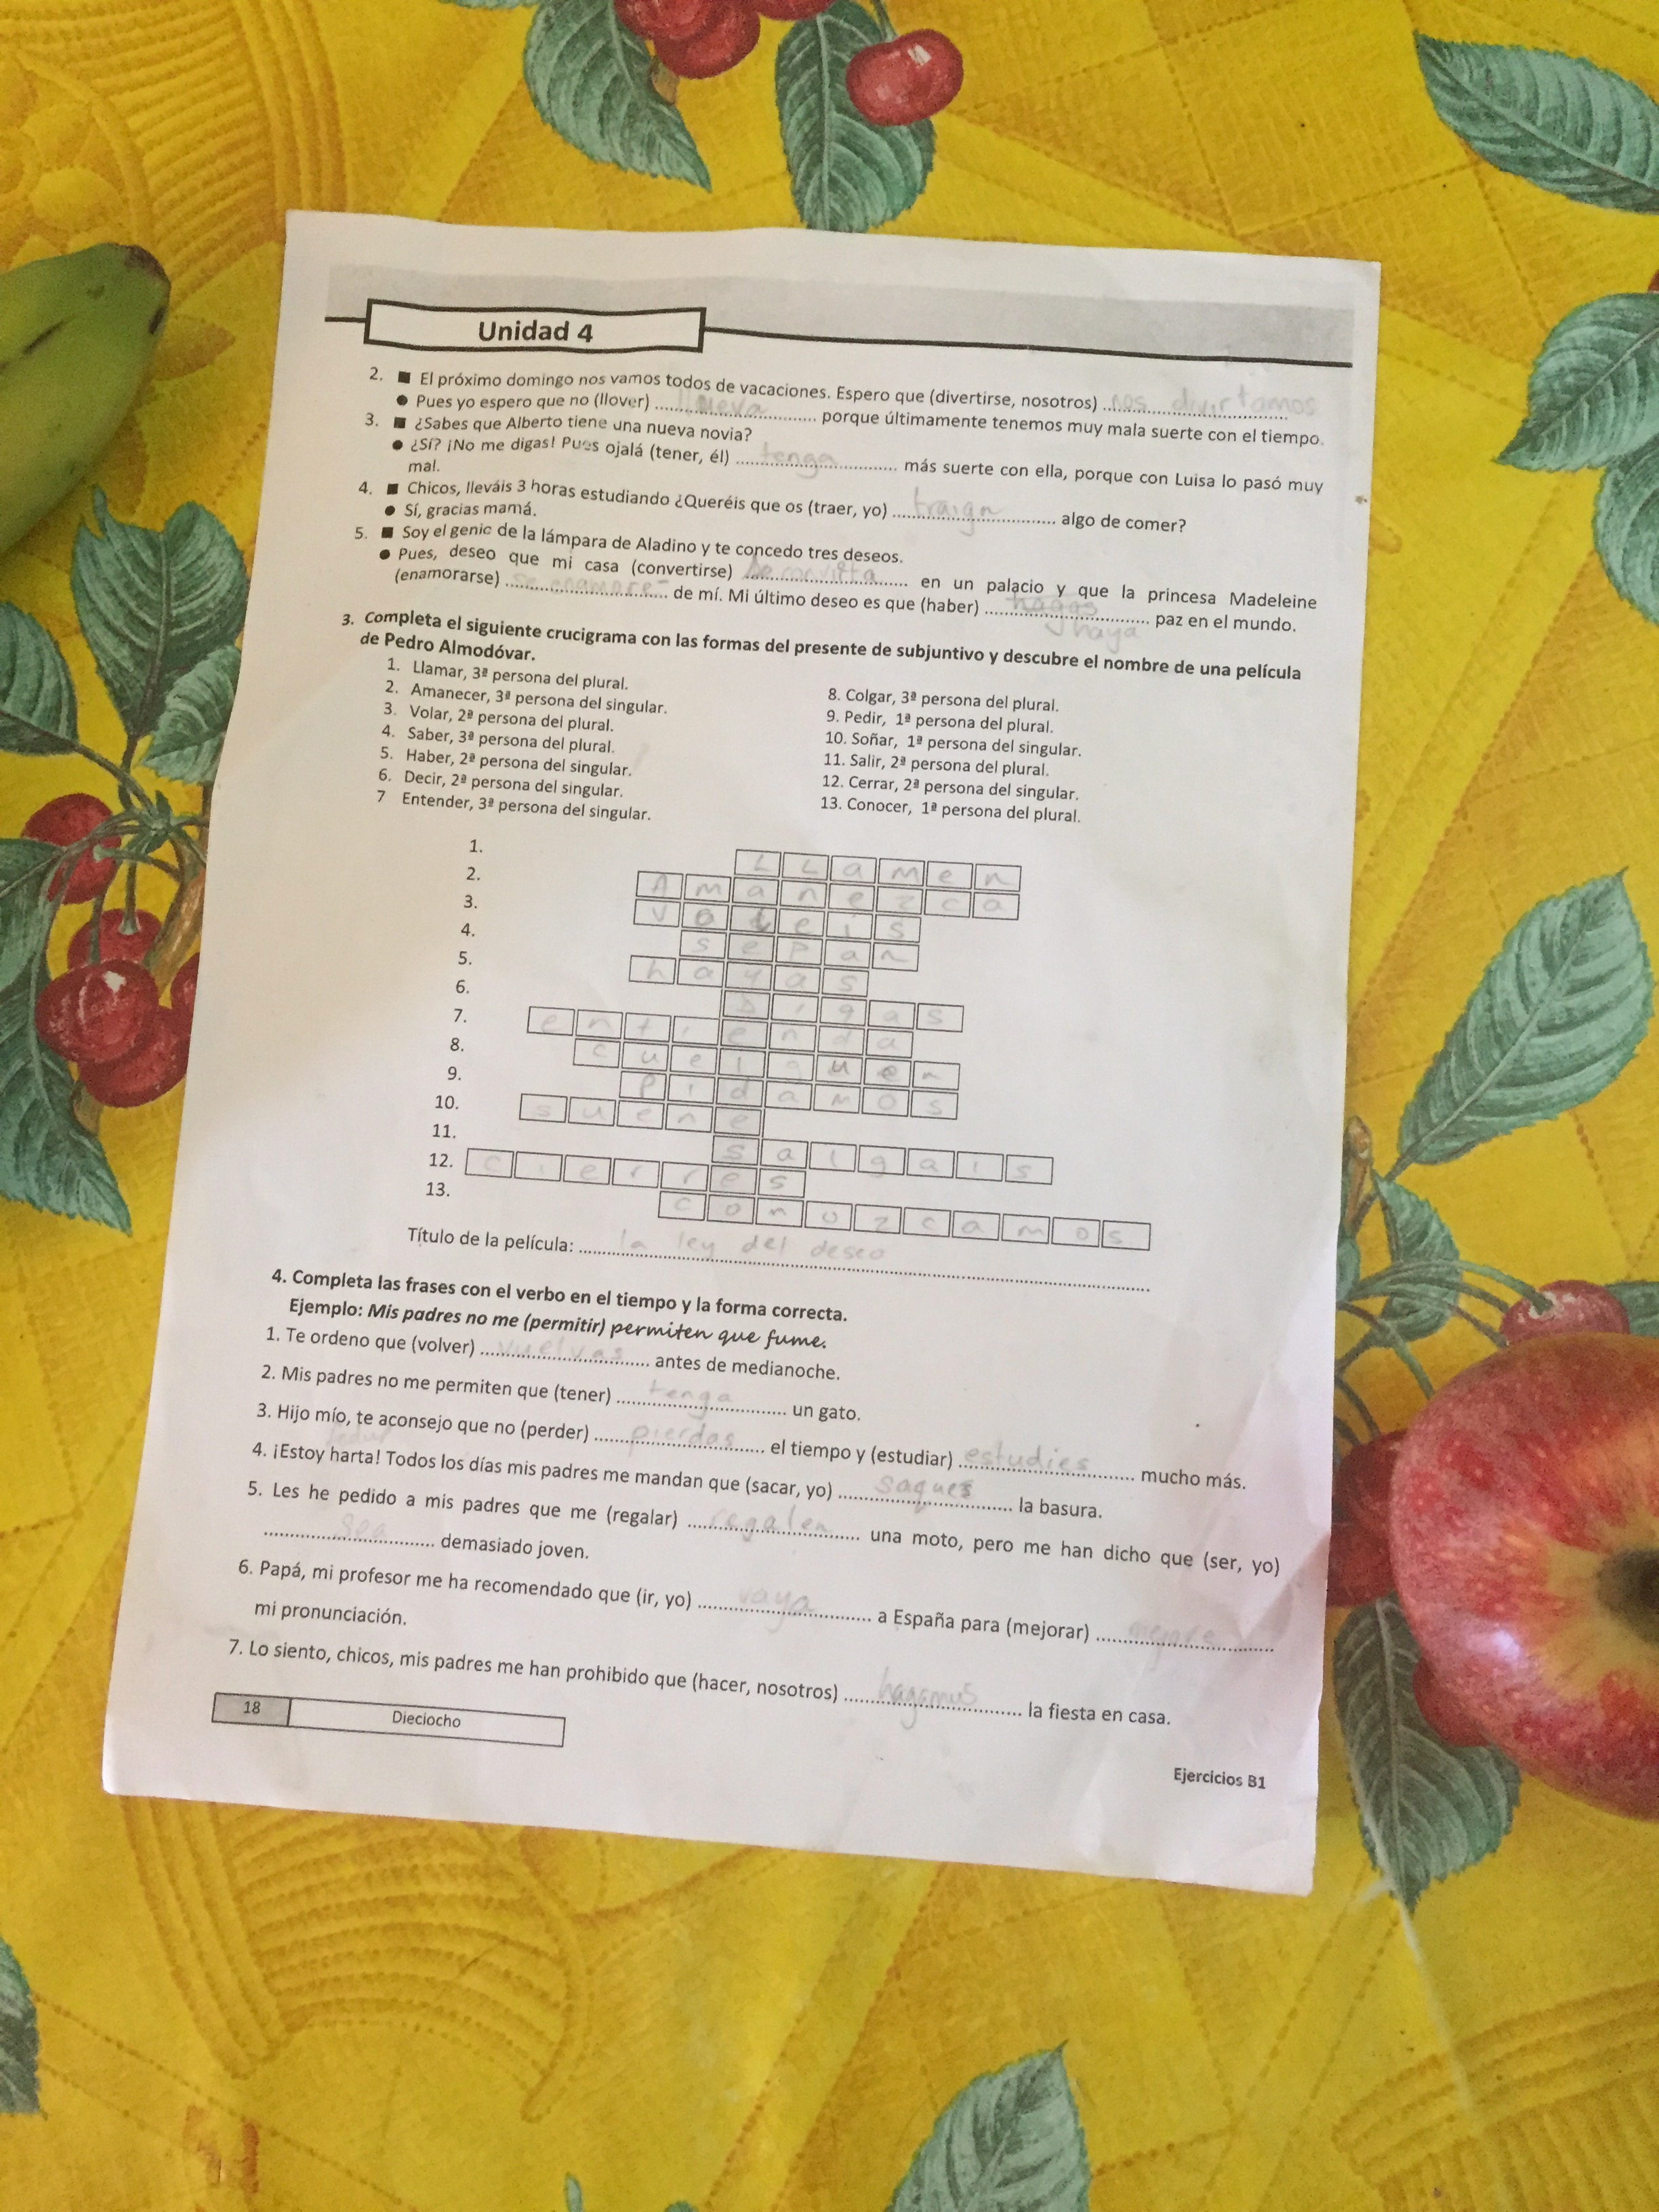 Unidad 4
2. ■ El próximo domingo nos vamos todos de vacaciones. Espero que (divertirse, nosotros) nos divirtamos
● Pues yo espero que no (llover) llueva porque últimamente tenemos muy mala suerte con el tiempo.
3. ■ ¿Sabes que Alberto tiene una nueva novia?
● ¿Sí? ¡No me digas! Pues ojalá (tener, él) tenga más suerte con ella, porque con Luisa lo pasó muy
mal.
4. ■ Chicos, lleváis 3 horas estudiando ¿Queréis que os (traer, yo) traign algo de comer?
● Sí, gracias mamá.
5. ■ Soy el genio de la lámpara de Aladino y te concedo tres deseos.
● Pues, deseo que mi casa (convertirse) en un palacio y que la princesa Madeleine
(enamorarse) se enamore de mí. Mi último deseo es que (haber) hagas paz en el mundo.
haya
3. Completa el siguiente crucigrama con las formas del presente de subjuntivo y descubre el nombre de una película
de Pedro Almodóvar.
1. Llamar, 3ª persona del plural.
2. Amanecer, 3ª persona del singular.
3. Volar, 2ª persona del plural.
4. Saber, 3ª persona del plural.
5. Haber, 2ª persona del singular.
6. Decir, 2ª persona del singular.
7 Entender, 3ª persona del singular.
8. Colgar, 3ª persona del plural.
9. Pedir, 1ª persona del plural.
10. Soñar, 1ª persona del singular.
11. Salir, 2ª persona del plural.
12. Cerrar, 2ª persona del singular.
13. Conocer, 1ª persona del plural.
1. LLaMen
2. Amanezca
3. Voleis
4. sepan
5. hayas
6. Digas
7. entienda
8. cuelguen
9. PidaMOs
10. suene
11. salgais
12. cierres
13. conozcamos
Título de la película: la ley del deseo
4. Completa las frases con el verbo en el tiempo y la forma correcta.
Ejemplo: Mis padres no me (permitir) permiten que fume.
1. Te ordeno que (volver) vuelvas antes de medianoche.
2. Mis padres no me permiten que (tener) tenga un gato.
3. Hijo mío, te aconsejo que no (perder) pierdas el tiempo y (estudiar) estudies mucho más.
4. ¡Estoy harta! Todos los días mis padres me mandan que (sacar, yo) saques la basura.
5. Les he pedido a mis padres que me (regalar) regalen una moto, pero me han dicho que (ser, yo)
sea demasiado joven.
6. Papá, mi profesor me ha recomendado que (ir, yo) vaya a España para (mejorar) mejore
mi pronunciación.
7. Lo siento, chicos, mis padres me han prohibido que (hacer, nosotros) hagamos la fiesta en casa.
18 Dieciocho
Ejercicios B1